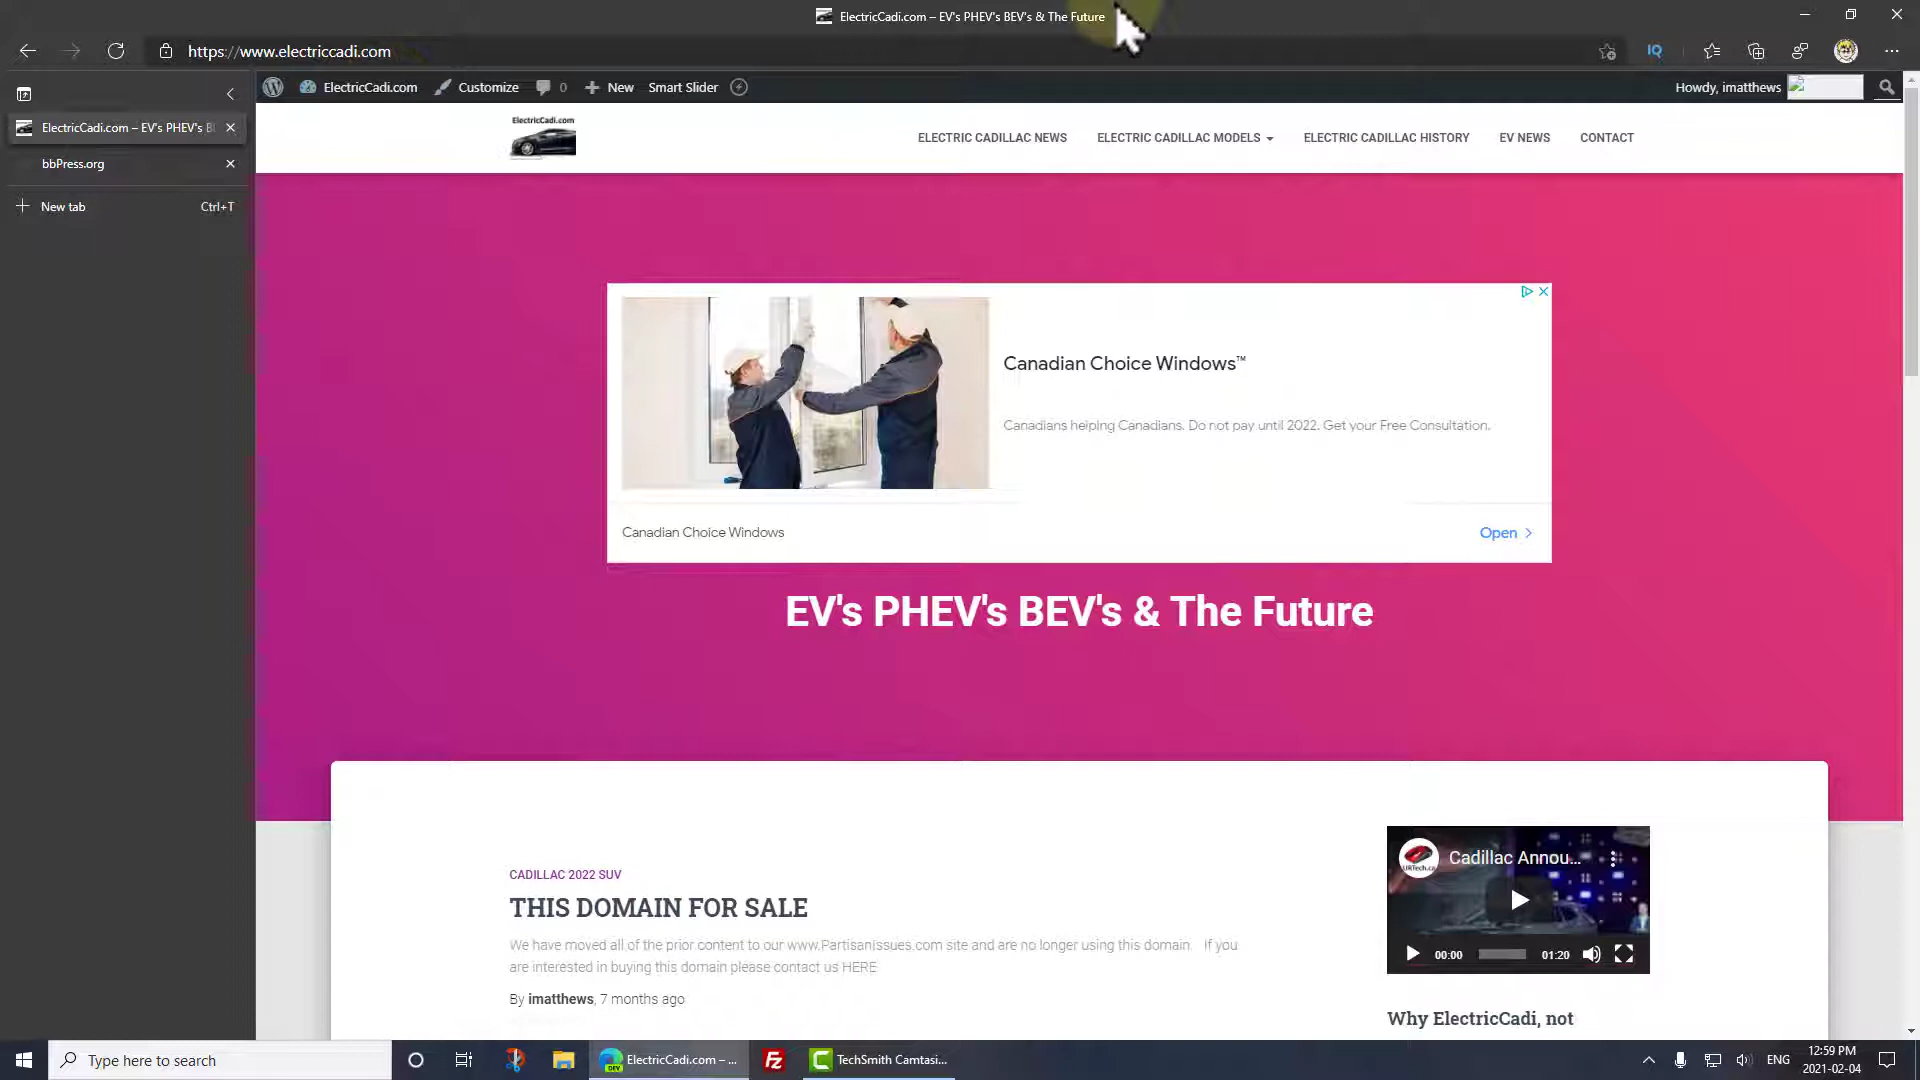 ElectricCadi.com – EV's PHEV's BEV's & The Future
https://www.electriccadi.com
IQ
ElectricCadi.com – EV's PHEV's B
bbPress.org
New tab Ctrl+T
ElectricCadi.com Customize 0 New Smart Slider Howdy, imatthews
ElectricCadi.com
ELECTRIC CADILLAC NEWS ELECTRIC CADILLAC MODELS ELECTRIC CADILLAC HISTORY EV NEWS CONTACT
Canadian Choice Windows™
Canadians helping Canadians. Do not pay until 2022. Get your Free Consultation.
Canadian Choice Windows Open
EV's PHEV's BEV's & The Future
CADILLAC 2022 SUV
THIS DOMAIN FOR SALE
We have moved all of the prior content to our www.PartisanIssues.com site and are no longer using this domain. If you
are interested in buying this domain please contact us HERE
By imatthews, 7 months ago
Cadillac Annou...
URTech.ca
00:00 01:20
Why ElectricCadi, not
Type here to search
DEV
ElectricCadi.com – ...
Fz
TechSmith Camtasi...
ENG
12:59 PM
2021-02-04